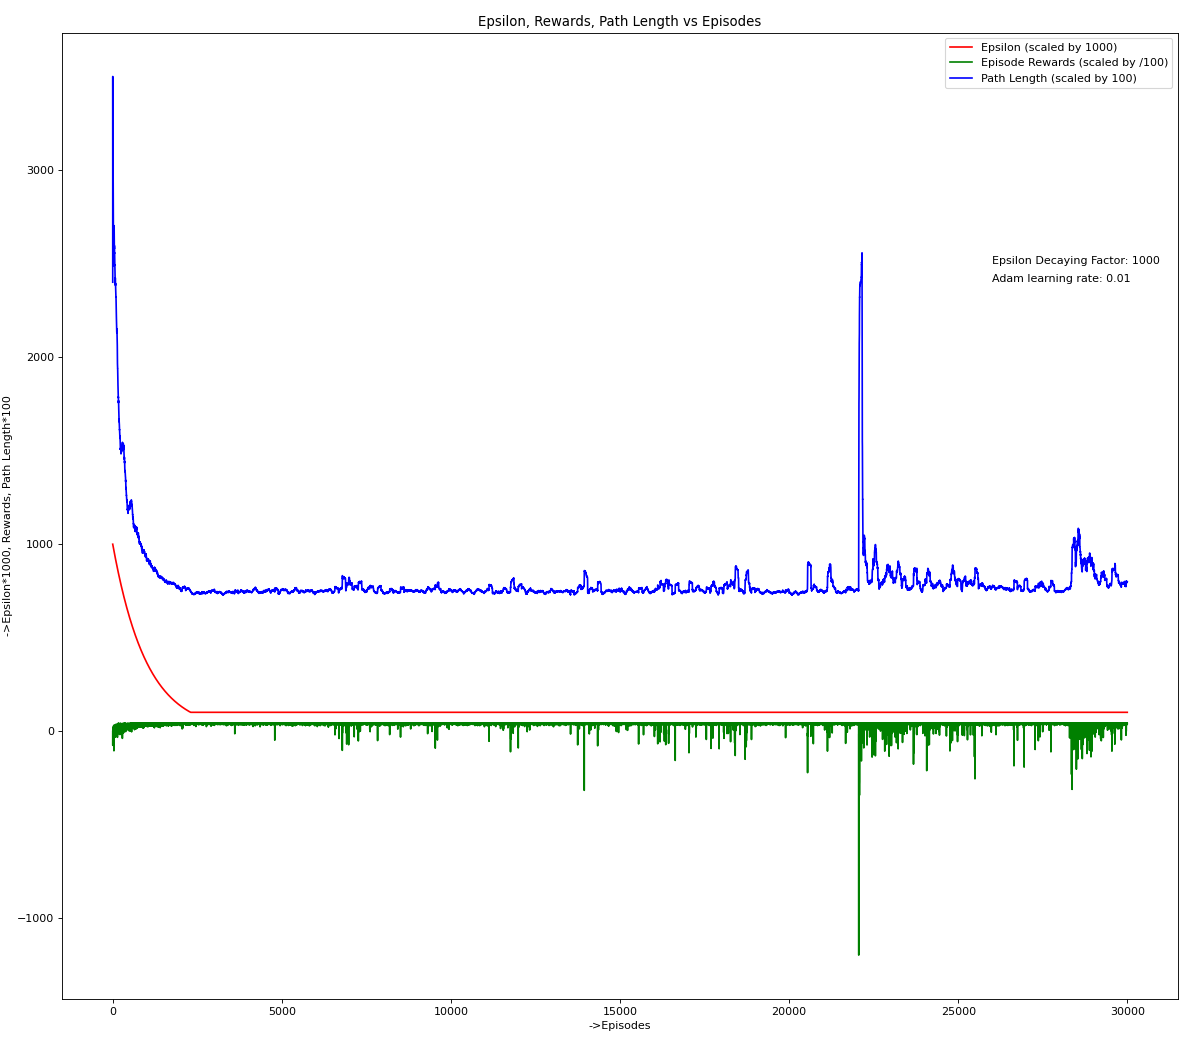 Epsilon, Rewards, Path Length vs Episodes
Epsilon (scaled by 1000)
Episode Rewards (scaled by /100)
Path Length (scaled by 100)
3000
Epsilon Decaying Factor: 1000
Adam learning rate: 0.01
2000
->Epsilon*1000, Rewards, Path Length*100
1000
0
−1000
0 5000 10000 15000 20000 25000 30000
->Episodes